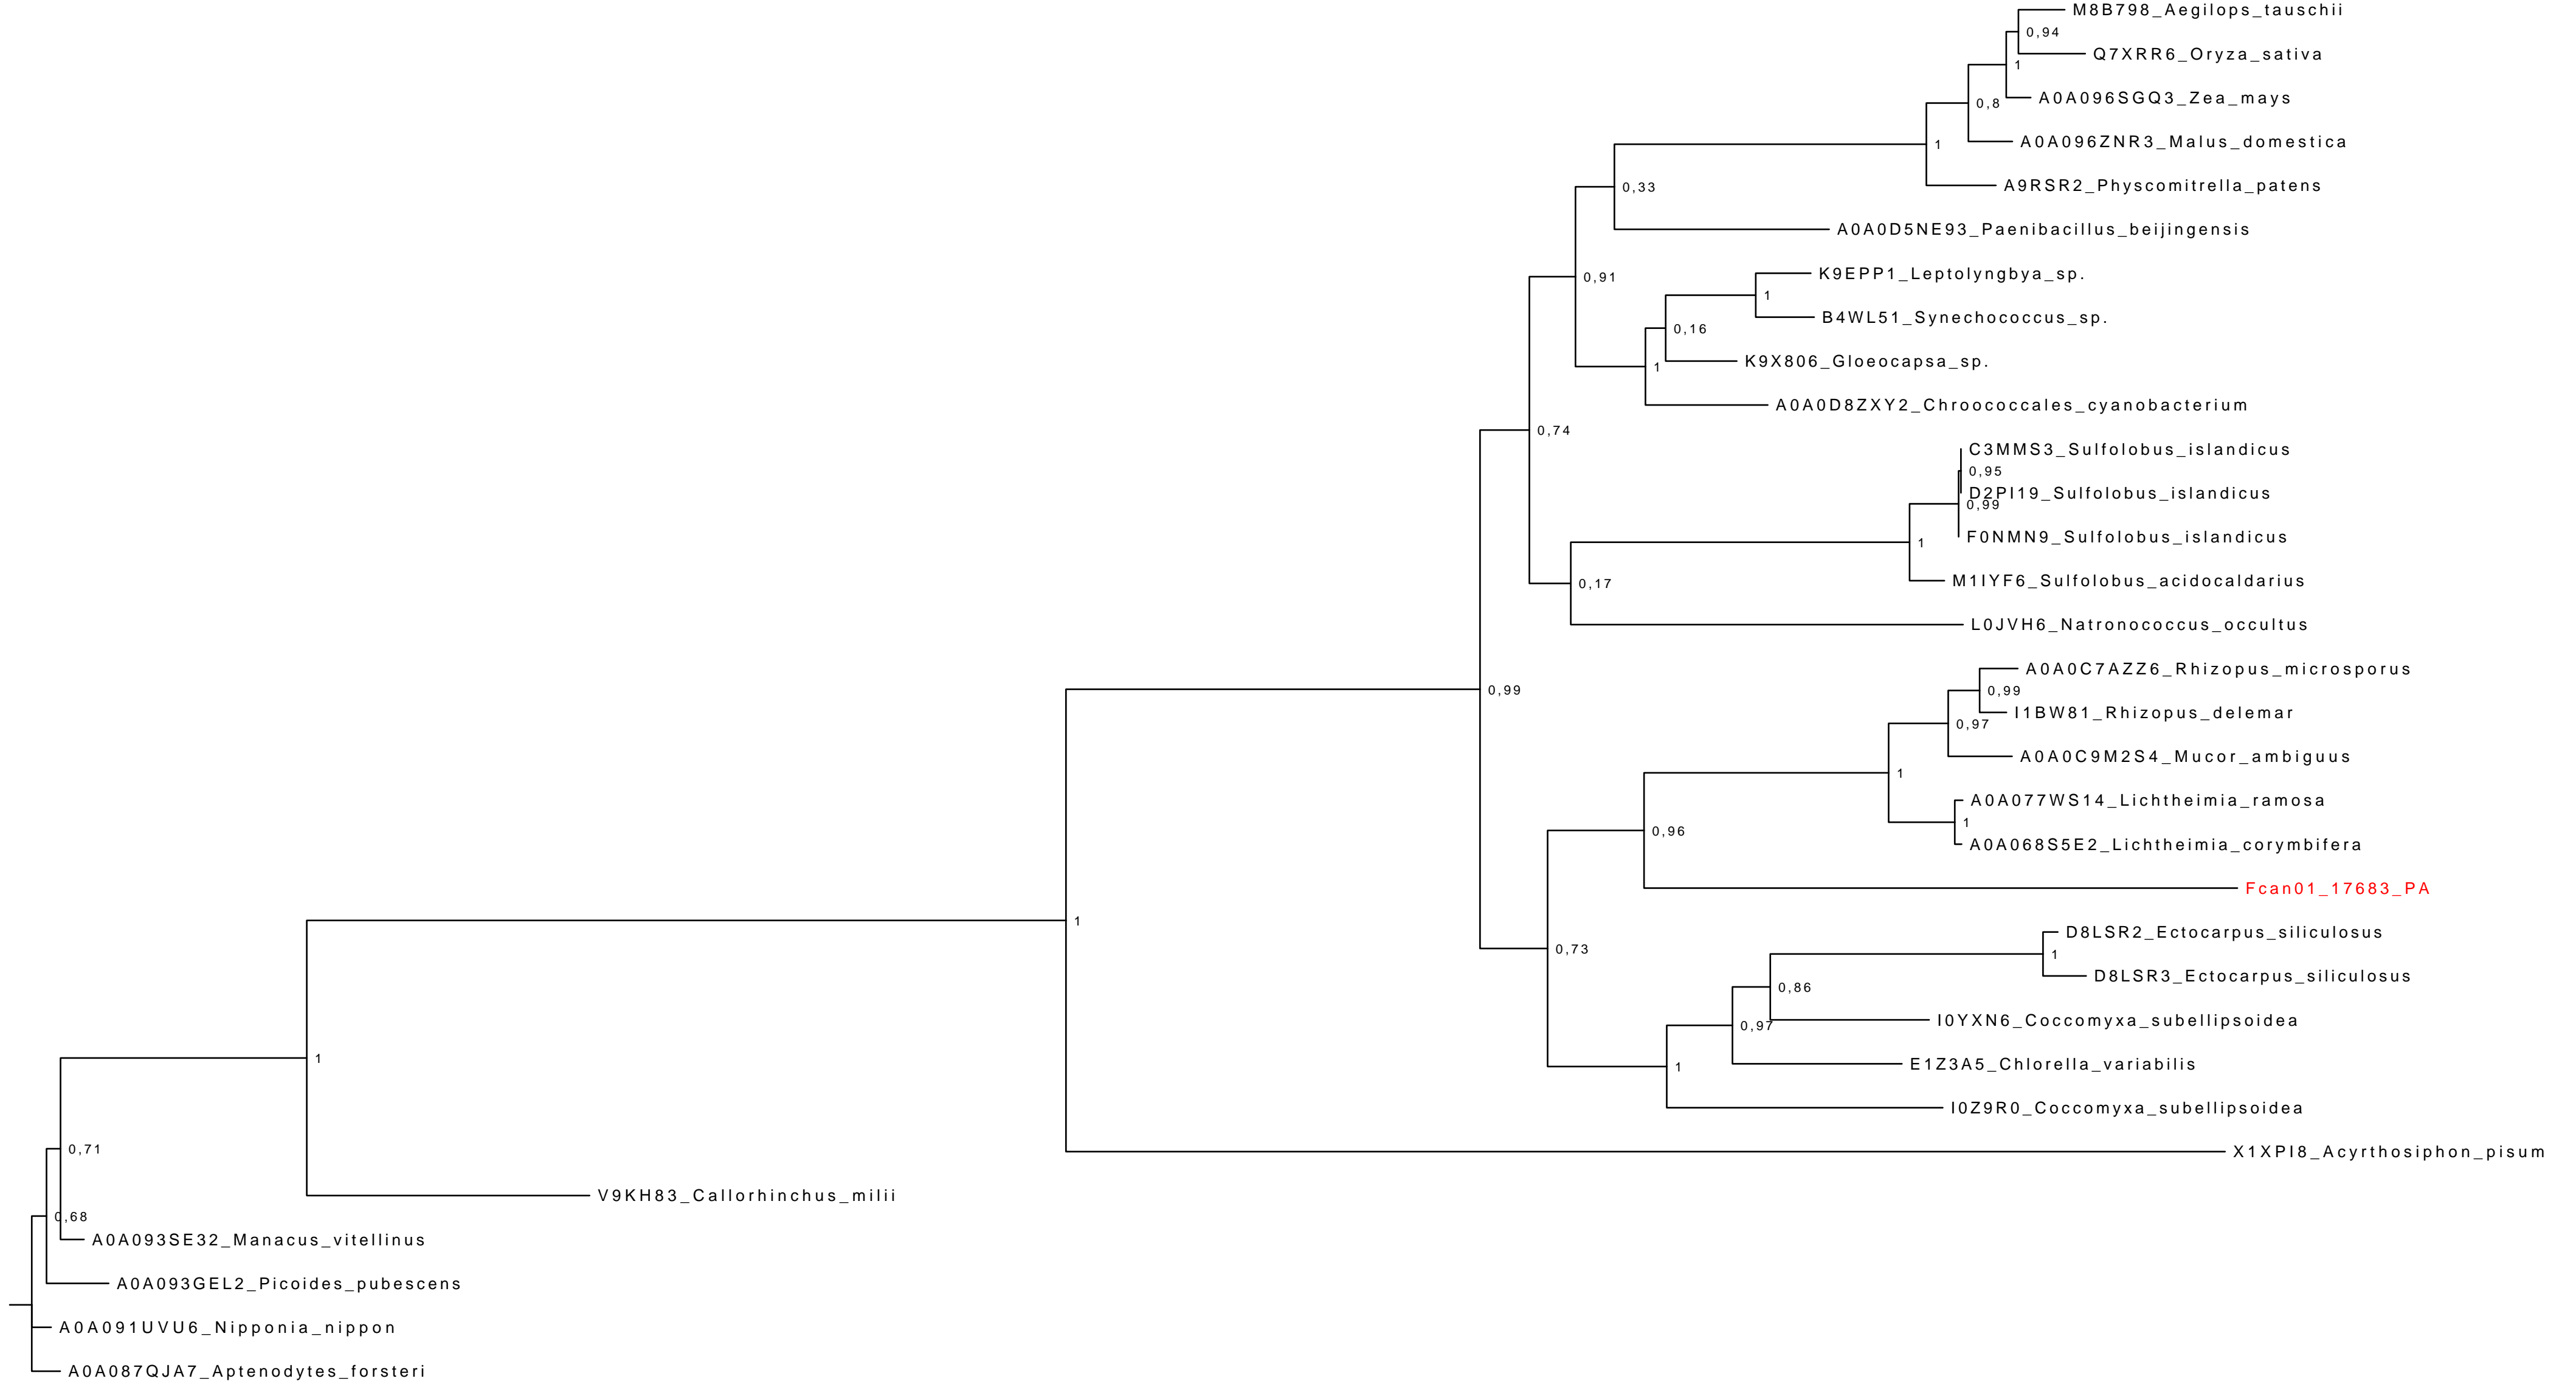 M8B798_Aegilops_tauschii
0,94
Q7XRR6_Oryza_sativa
1
A0A096SGQ3_Zea_mays
0,8
A0A096ZNR3_Malus_domestica
1
A9RSR2_Physcomitrella_patens
0,33
A0A0D5NE93_Paenibacillus_beijingensis
K9EPP1_Leptolyngbya_sp.
0,91
1
B4WL51_Synechococcus_sp.
0,16
K9X806_Gloeocapsa_sp.
1
A0A0D8ZXY2_Chroococcales_cyanobacterium
0,74
C3MMS3_Sulfolobus_islandicus
0,95
D2PI19_Sulfolobus_islandicus
0,99
F0NMN9_Sulfolobus_islandicus
1
M1IYF6_Sulfolobus_acidocaldarius
0,17
L0JVH6_Natronococcus_occultus
A0A0C7AZZ6_Rhizopus_microsporus
0,99
0,99
I1BW81_Rhizopus_delemar
0,97
A0A0C9M2S4_Mucor_ambiguus
1
A0A077WS14_Lichtheimia_ramosa
1
0,96
A0A068S5E2_Lichtheimia_corymbifera
Fcan01_17683_PA
1
D8LSR2_Ectocarpus_siliculosus
0,73
1
D8LSR3_Ectocarpus_siliculosus
0,86
I0YXN6_Coccomyxa_subellipsoidea
0,97
1
E1Z3A5_Chlorella_variabilis
1
I0Z9R0_Coccomyxa_subellipsoidea
0,71
X1XPI8_Acyrthosiphon_pisum
V9KH83_Callorhinchus_milii
0,68
A0A093SE32_Manacus_vitellinus
A0A093GEL2_Picoides_pubescens
A0A091UVU6_Nipponia_nippon
A0A087QJA7_Aptenodytes_forsteri